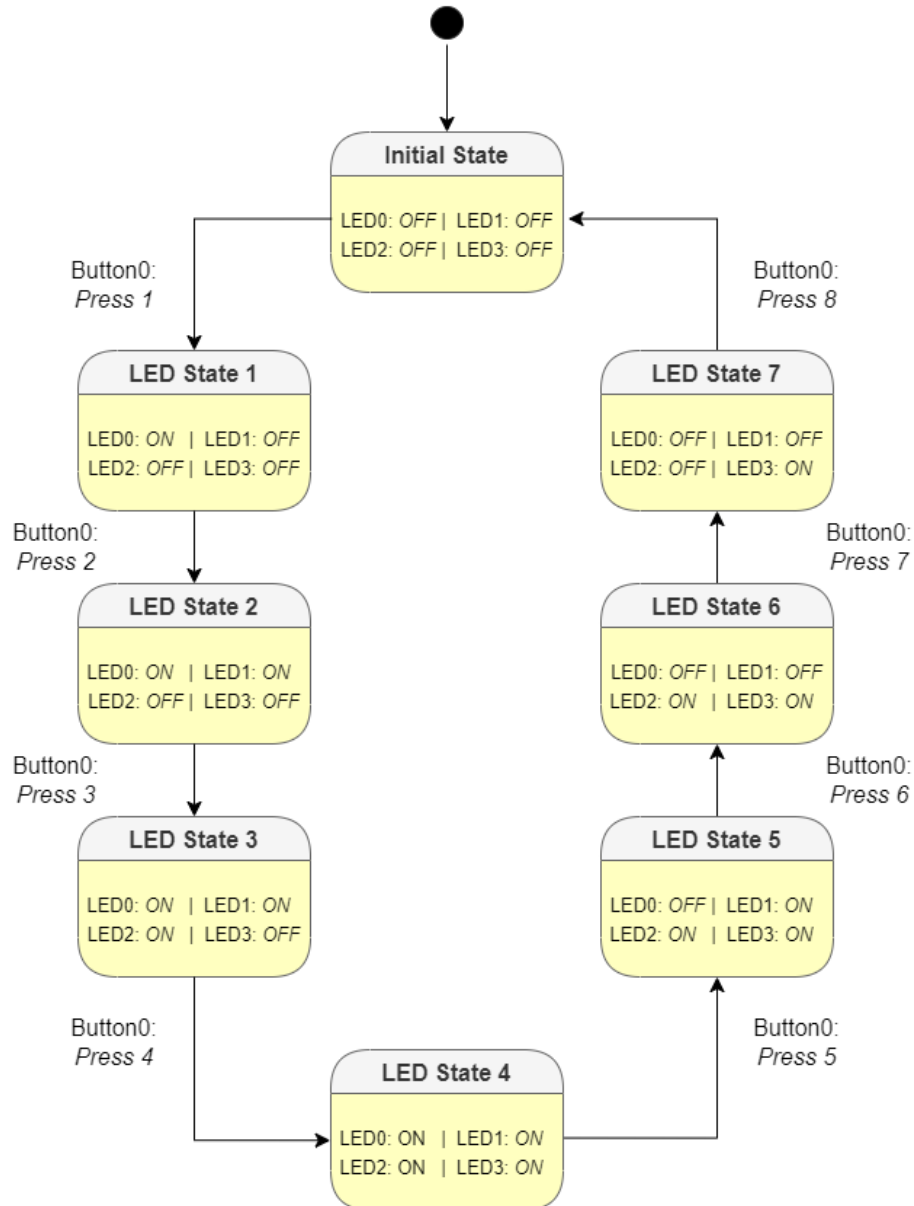 Initial State
LED0: OFF | LED1: OFF
LED2: OFF | LED3: OFF
Button0:
Press 1
LED State 1
LED0: ON | LED1: OFF
LED2: OFF | LED3: OFF
Button0:
Press 2
LED State 2
LED0: ON | LED1: ON
LED2: OFF | LED3: OFF
Button0:
Press 3
LED State 3
LED0: ON | LED1: ON
LED2: ON | LED3: OFF
Button0:
Press 4
LED State 4
LED0: ON | LED1: ON
LED2: ON | LED3: ON
Button0:
Press 5
LED State 5
LED0: OFF | LED1: ON
LED2: ON | LED3: ON
Button0:
Press 6
LED State 6
LED0: OFF | LED1: OFF
LED2: ON | LED3: ON
Button0:
Press 7
LED State 7
LED0: OFF | LED1: OFF
LED2: OFF | LED3: ON
Button0:
Press 8